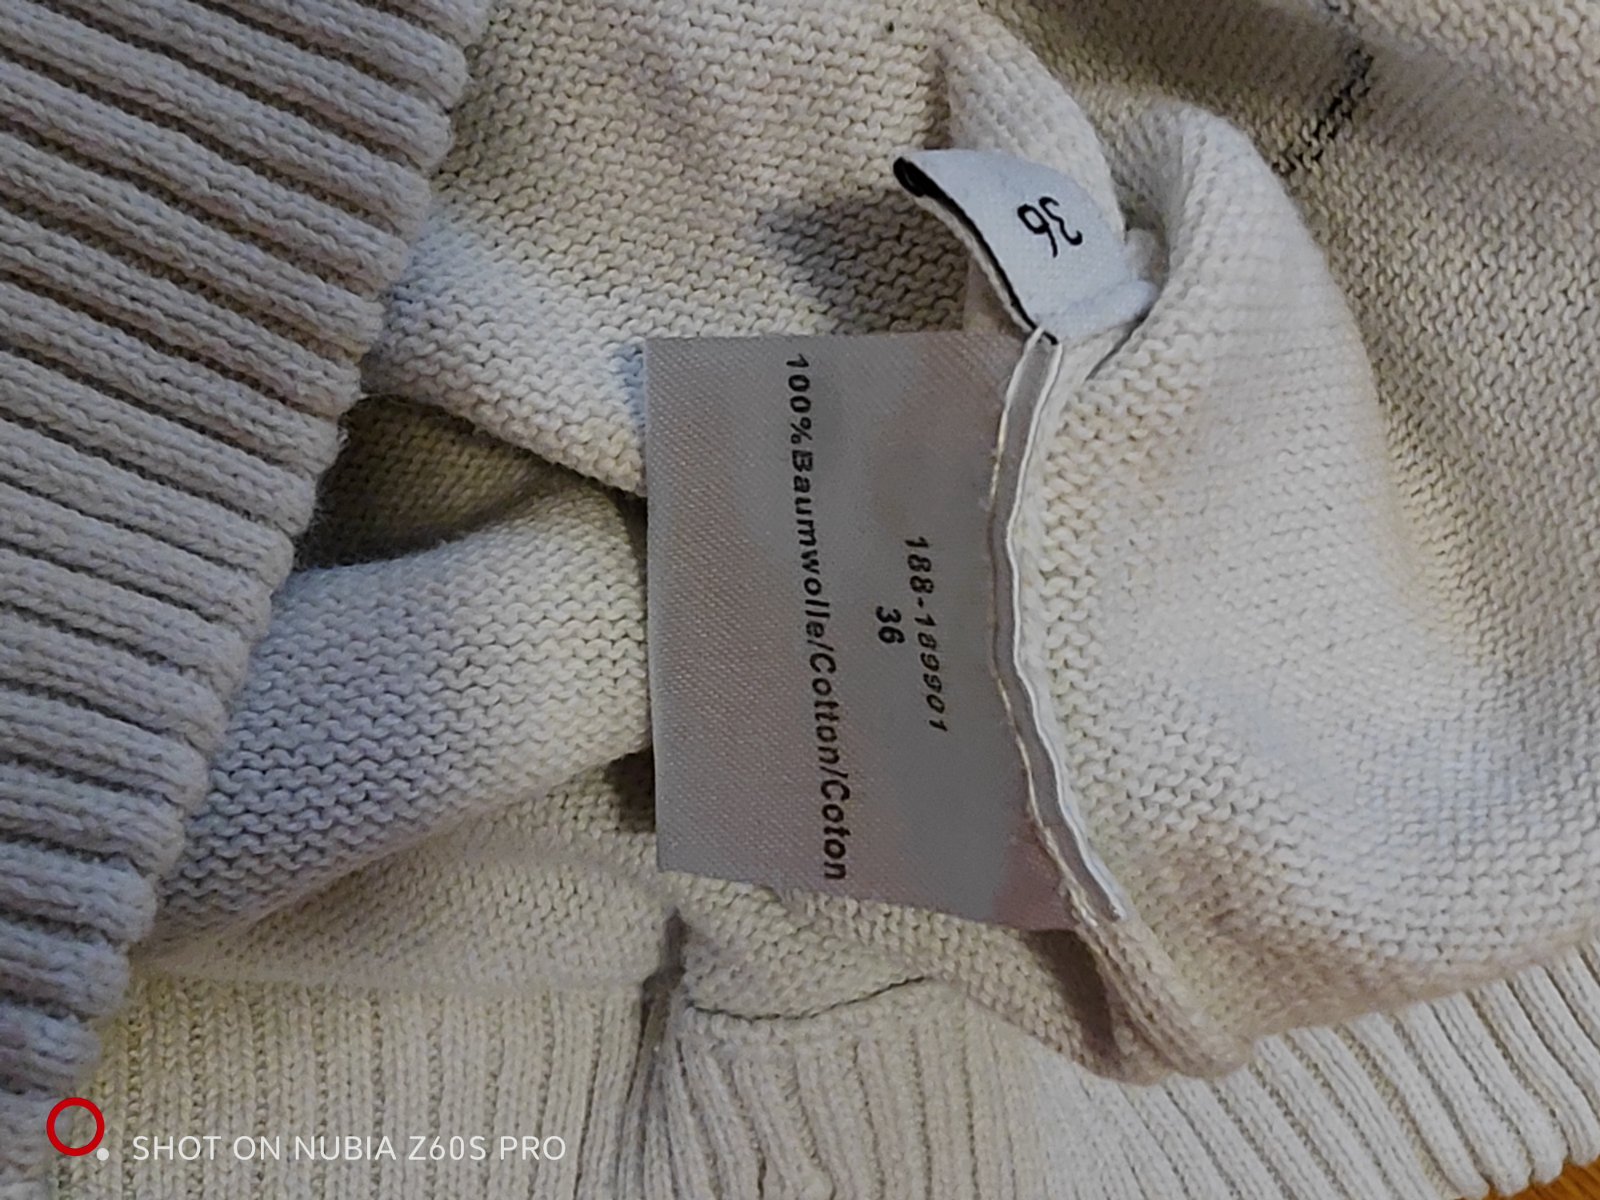 36
188-189901
36
100%Baumwolle/Cotton/Coton
SHOT ON NUBIA Z60S PRO